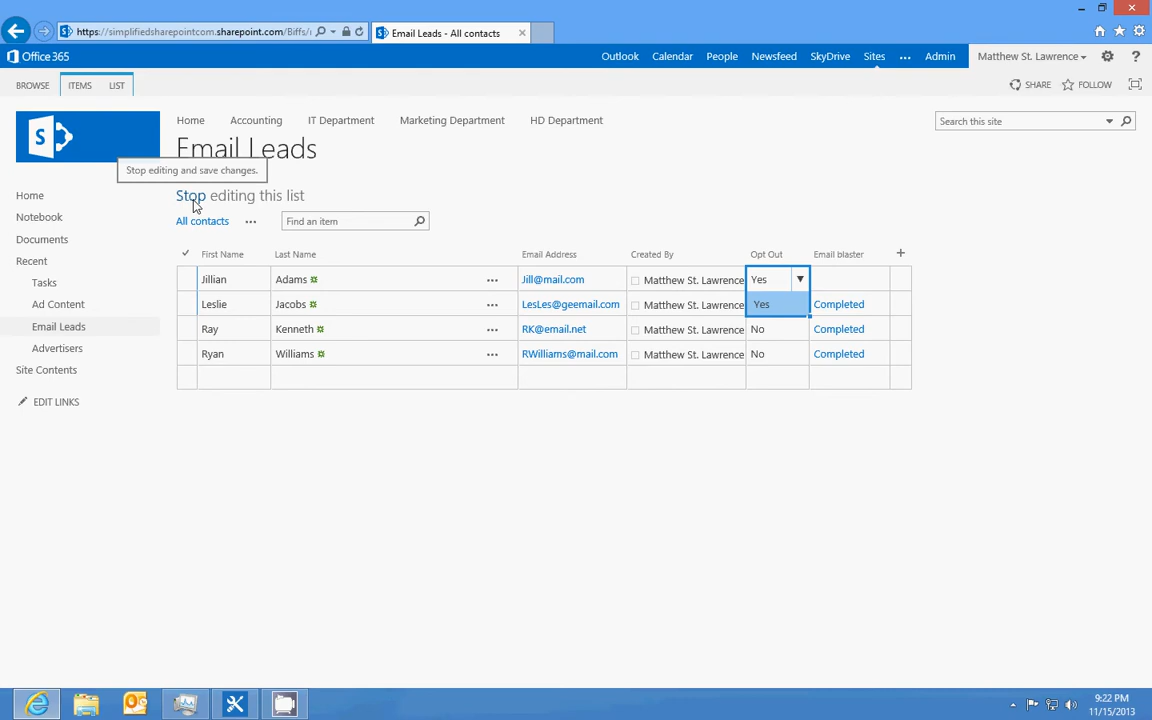 https://simplifiedsharepointcom.sharepoint.com/Biffs/
Email Leads - All contacts
Office 365
Outlook Calendar People Newsfeed SkyDrive Sites ... Admin Matthew St. Lawrence ?
BROWSE ITEMS LIST
SHARE FOLLOW
S
Home Accounting IT Department Marketing Department HD Department
Search this site
Email Leads
Stop editing and save changes.
Stop editing this list
All contacts ... Find an item
Home
Notebook
Documents
Recent
Tasks
Ad Content
Email Leads
Advertisers
Site Contents
EDIT LINKS
First Name Last Name Email Address Created By Opt Out Email blaster +
Jillian Adams ... Jill@mail.com Matthew St. Lawrence Yes
Leslie Jacobs ... LesLes@geemail.com Matthew St. Lawrence Yes Completed
Ray Kenneth ... RK@email.net Matthew St. Lawrence No Completed
Ryan Williams ... RWilliams@mail.com Matthew St. Lawrence No Completed
9:22 PM
11/15/2013